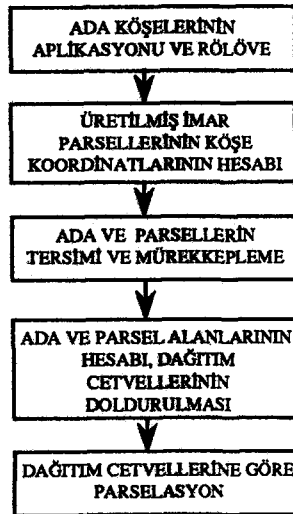 ADA KÖŞELERİNİN
APLİKASYONU VE RÖLÖVE
ÜRETİLMİŞ İMAR
PARSELLERİNİN KÖŞE
KOORDİNATLARININ HESABI
ADA VE PARSELLERİN
TERSİMİ VE MÜREKKEPLEME
ADA VE PARSEL ALANLARININ
HESABI, DAĞITIM
CETVELLERİNİN
DOLDURULMASI
DAĞITIM CETVELLERİNE GÖRE
PARSELASYON